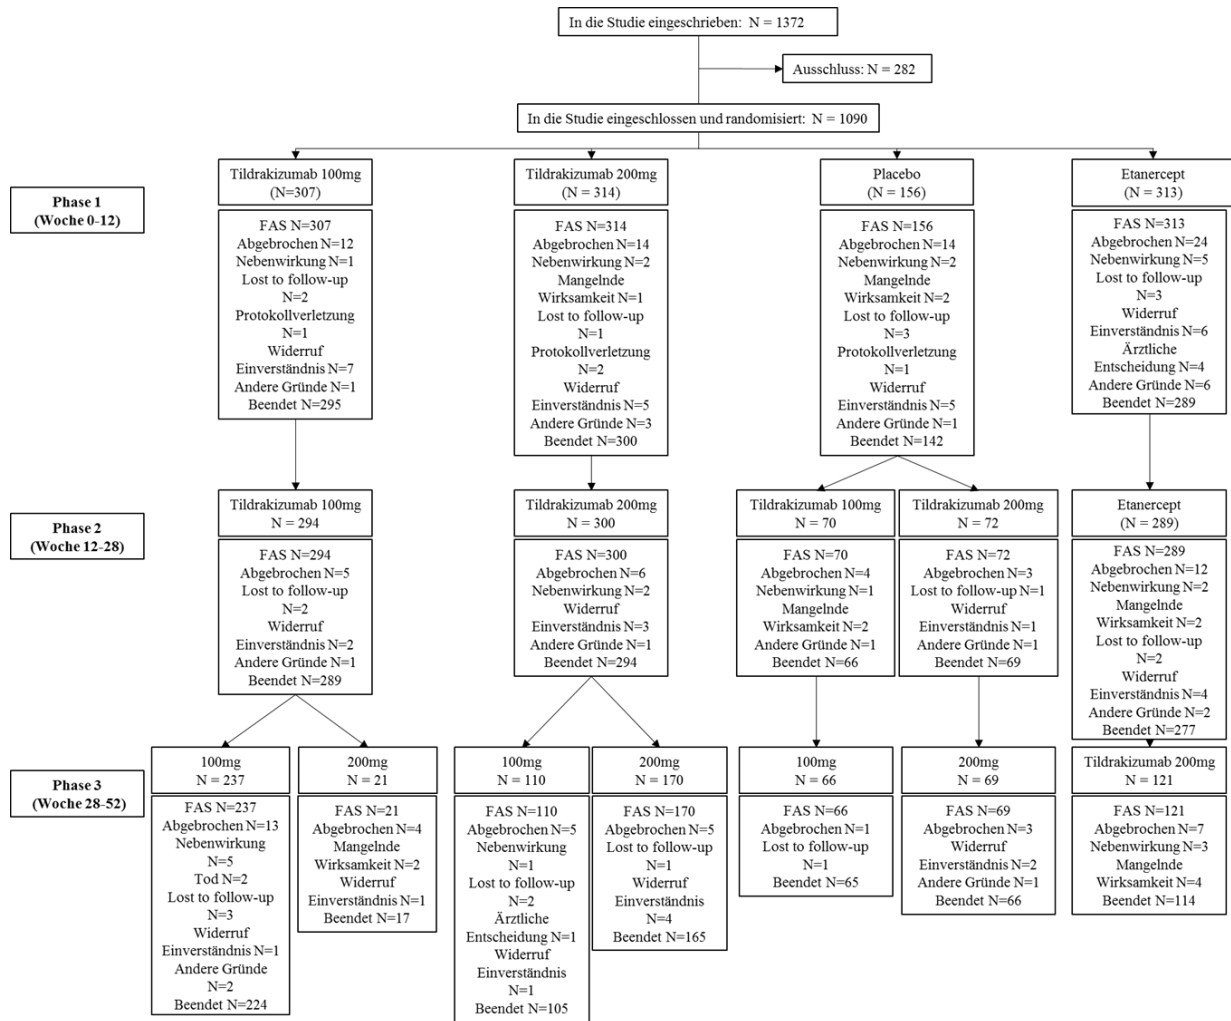 In die Studie eingeschrieben: N = 1372
Ausschluss: N = 282
In die Studie eingeschlossen und randomisiert: N = 1090
Phase 1
(Woche 0-12)
Tildrakizumab 100mg
(N=307)
FAS N=307
Abgebrochen N=12
Nebenwirkung N=1
Lost to follow-up
N=2
Protokollverletzung
N=1
Widerruf
Einverständnis N=7
Andere Gründe N=1
Beendet N=295
Tildrakizumab 200mg
(N = 314)
FAS N=314
Abgebrochen N=14
Nebenwirkung N=2
Mangelnde
Wirksamkeit N=1
Lost to follow-up
N=1
Protokollverletzung
N=2
Widerruf
Einverständnis N=5
Andere Gründe N=3
Beendet N=300
Placebo
(N = 156)
FAS N=156
Abgebrochen N=14
Nebenwirkung N=2
Mangelnde
Wirksamkeit N=2
Lost to follow-up
N=3
Protokollverletzung
N=1
Widerruf
Einverständnis N=5
Andere Gründe N=1
Beendet N=142
Etanercept
(N = 313)
FAS N=313
Abgebrochen N=24
Nebenwirkung N=5
Lost to follow-up
N=3
Widerruf
Einverständnis N=6
Ärztliche
Entscheidung N=4
Andere Gründe N=6
Beendet N=289
Phase 2
(Woche 12-28)
Tildrakizumab 100mg
N = 294
FAS N=294
Abgebrochen N=5
Lost to follow-up
N=2
Widerruf
Einverständnis N=2
Andere Gründe N=1
Beendet N=289
Tildrakizumab 200mg
N = 300
FAS N=300
Abgebrochen N=6
Nebenwirkung N=2
Widerruf
Einverständnis N=3
Andere Gründe N=1
Beendet N=294
Tildrakizumab 100mg
N = 70
FAS N=70
Abgebrochen N=4
Nebenwirkung N=1
Mangelnde
Wirksamkeit N=2
Andere Gründe N=1
Beendet N=66
Tildrakizumab 200mg
N = 72
FAS N=72
Abgebrochen N=3
Lost to follow-up N=1
Widerruf
Einverständnis N=1
Andere Gründe N=1
Beendet N=69
Etanercept
(N = 289)
FAS N=289
Abgebrochen N=12
Nebenwirkung N=2
Mangelnde
Wirksamkeit N=2
Lost to follow-up
N=2
Widerruf
Einverständnis N=4
Andere Gründe N=2
Beendet N=277
Phase 3
(Woche 28-52)
100mg
N = 237
FAS N=237
Abgebrochen N=13
Nebenwirkung
N=5
Tod N=2
Lost to follow-up
N=3
Widerruf
Einverständnis N=1
Andere Gründe
N=2
Beendet N=224
200mg
N = 21
FAS N=21
Abgebrochen N=4
Mangelnde
Wirksamkeit N=2
Widerruf
Einverständnis N=1
Beendet N=17
100mg
N = 110
FAS N=110
Abgebrochen N=5
Nebenwirkung
N=1
Lost to follow-up
N=2
Ärztliche
Entscheidung N=1
Widerruf
Einverständnis
N=1
Beendet N=105
200mg
N = 170
FAS N=170
Abgebrochen N=5
Lost to follow-up
N=1
Widerruf
Einverständnis
N=4
Beendet N=165
100mg
N = 66
FAS N=66
Abgebrochen N=1
Lost to follow-up
N=1
Beendet N=65
200mg
N = 69
FAS N=69
Abgebrochen N=3
Widerruf
Einverständnis N=2
Andere Gründe N=1
Beendet N=66
Tildrakizumab 200mg
N = 121
FAS N=121
Abgebrochen N=7
Nebenwirkung N=3
Mangelnde
Wirksamkeit N=4
Beendet N=114